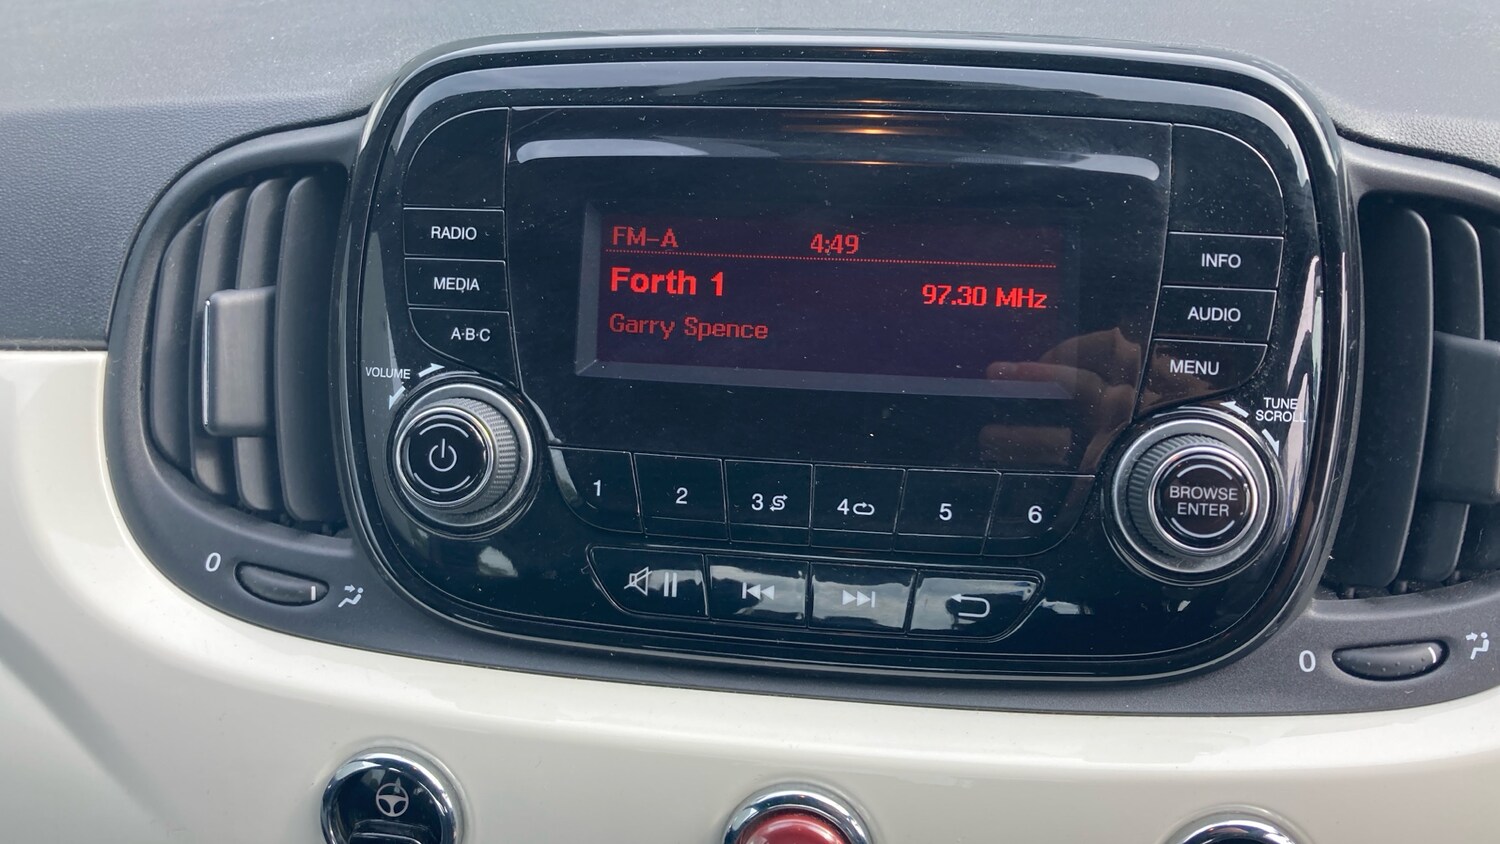 FM-A 4:49
Forth 1 97.30 MHz
Garry Spence
RADIO
MEDIA
A·B·C
VOLUME
INFO
AUDIO
MENU
TUNE
SCROLL
BROWSE
ENTER
1 2 3 4 5 6
0
0